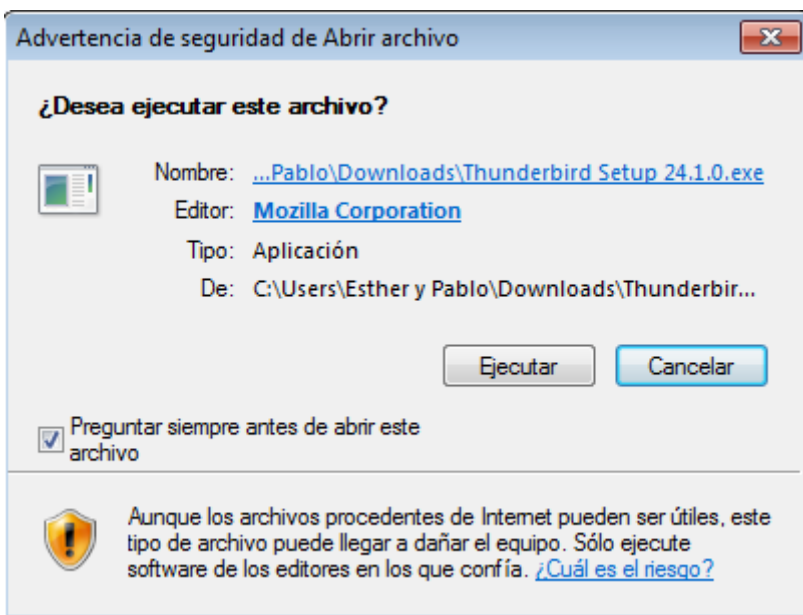 Advertencia de seguridad de Abrir archivo
¿Desea ejecutar este archivo?
Nombre: ...Pablo\Downloads\Thunderbird Setup 24.1.0.exe
Editor: Mozilla Corporation
Tipo: Aplicación
De: C:\Users\Esther y Pablo\Downloads\Thunderbir...
Ejecutar Cancelar
Preguntar siempre antes de abrir este
archivo
Aunque los archivos procedentes de Internet pueden ser útiles, este
tipo de archivo puede llegar a dañar el equipo. Sólo ejecute
software de los editores en los que confía. ¿Cuál es el riesgo?